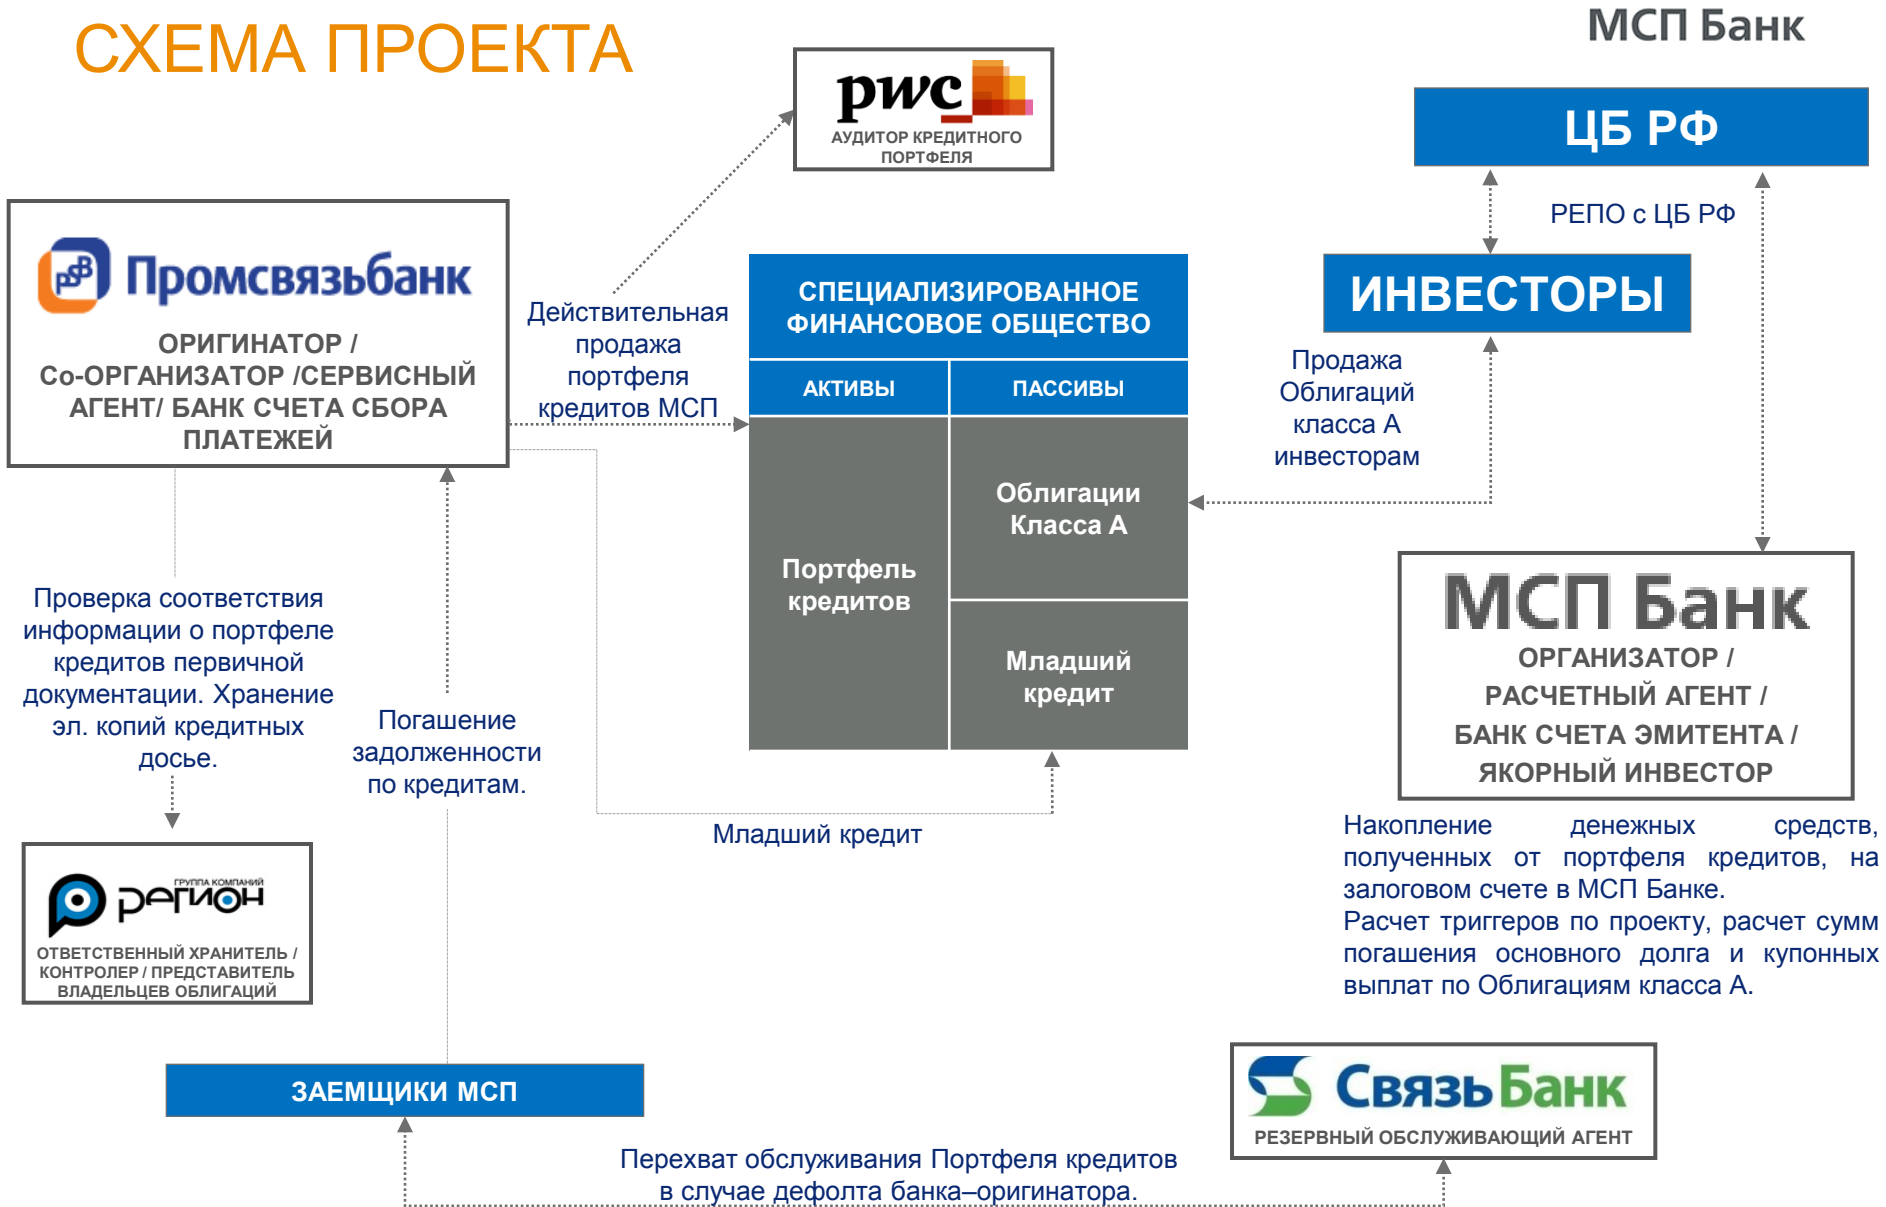 СХЕМА ПРОЕКТА
МСП Банк
pwc
АУДИТОР КРЕДИТНОГО
ПОРТФЕЛЯ
ЦБ РФ
РЕПО с ЦБ РФ
PSB Промсвязьбанк
ОРИГИНАТОР /
Со-ОРГАНИЗАТОР /СЕРВИСНЫЙ
АГЕНТ/ БАНК СЧЕТА СБОРА
ПЛАТЕЖЕЙ
Действительная
продажа
портфеля
кредитов МСП
СПЕЦИАЛИЗИРОВАННОЕ
ФИНАНСОВОЕ ОБЩЕСТВО
АКТИВЫ
ПАССИВЫ
Портфель
кредитов
Облигации
Класса А
Младший
кредит
ИНВЕСТОРЫ
Продажа
Облигаций
класса А
инвесторам
МСП Банк
ОРГАНИЗАТОР /
РАСЧЕТНЫЙ АГЕНТ /
БАНК СЧЕТА ЭМИТЕНТА /
ЯКОРНЫЙ ИНВЕСТОР
Проверка соответствия
информации о портфеле
кредитов первичной
документации. Хранение
эл. копий кредитных
досье.
Погашение
задолженности
по кредитам.
Младший кредит
Накопление денежных средств,
полученных от портфеля кредитов, на
залоговом счете в МСП Банке.
Расчет триггеров по проекту, расчет сумм
погашения основного долга и купонных
выплат по Облигациям класса А.
ГРУППА КОМПАНИЙ
регион
ОТВЕТСТВЕННЫЙ ХРАНИТЕЛЬ /
КОНТРОЛЕР / ПРЕДСТАВИТЕЛЬ
ВЛАДЕЛЬЦЕВ ОБЛИГАЦИЙ
ЗАЕМЩИКИ МСП
СвязьБанк
РЕЗЕРВНЫЙ ОБСЛУЖИВАЮЩИЙ АГЕНТ
Перехват обслуживания Портфеля кредитов
в случае дефолта банка–оригинатора.